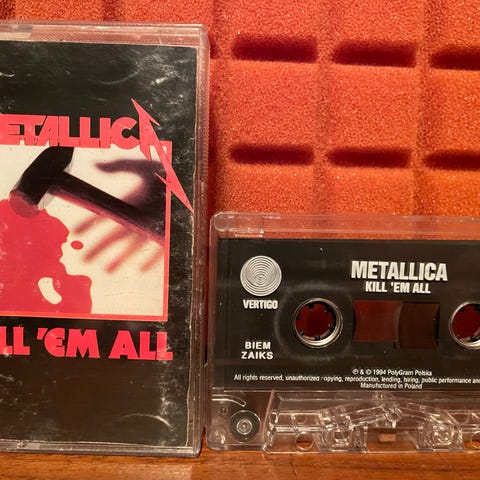 ETALLICA
LL 'EM ALL
VERTIGO
METALLICA
KILL 'EM ALL
BIEM
ZAIKS
℗ & © 1994 PolyGram Polska
All rights reserved, unauthorized copying, reproduction, lending, hiring, public performance and
Manufactured in Poland